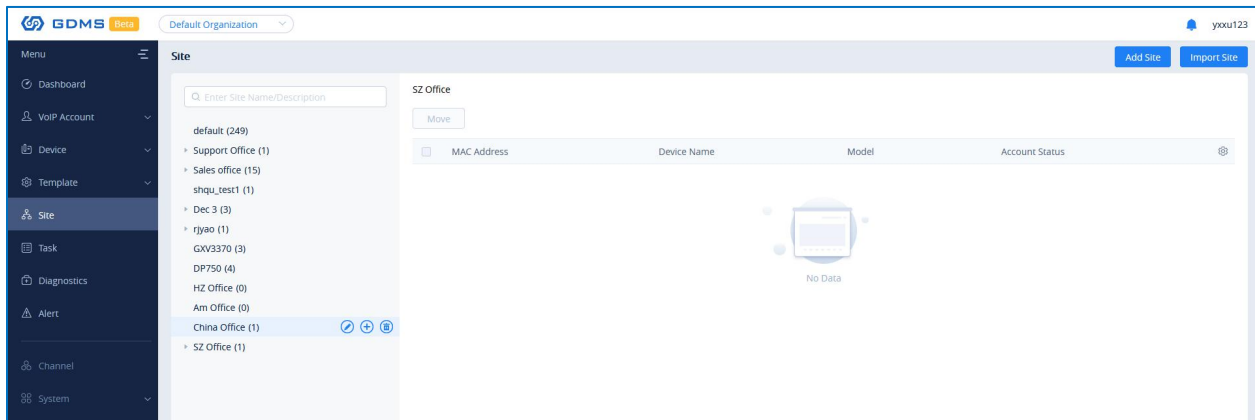 GDMS Beta
Default Organization
yxxu123
Menu
Dashboard
VoIP Account
Device
Template
Site
Task
Diagnostics
Alert
Channel
System
Site
Add Site
Import Site
Enter Site Name/Description
default (249)
Support Office (1)
Sales office (15)
shqu_test1 (1)
Dec 3 (3)
rjyao (1)
GXV3370 (3)
DP750 (4)
HZ Office (0)
Am Office (0)
China Office (1)
SZ Office (1)
SZ Office
Move
MAC Address Device Name Model Account Status
No Data